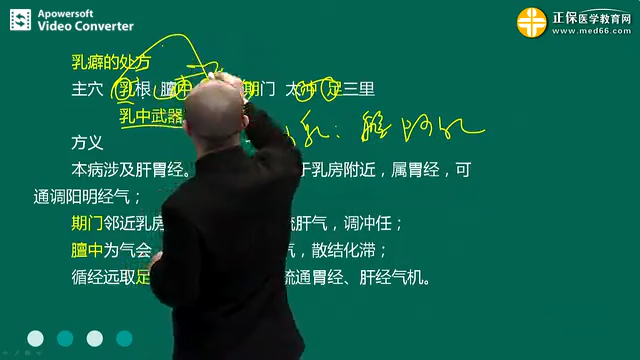 Apowersoft
Video Converter
正保医学教育网
www.med66.com
乳癖的处方
主穴 乳根 膻中 期门 太冲 足三里
乳中武器
方义
本病涉及肝胃经。 于乳房附近，属胃经，可
通调阳明经气；
期门邻近乳房 疏肝气，调冲任；
膻中为气会 气，散结化滞；
循经远取足 疏通胃经、肝经气机。